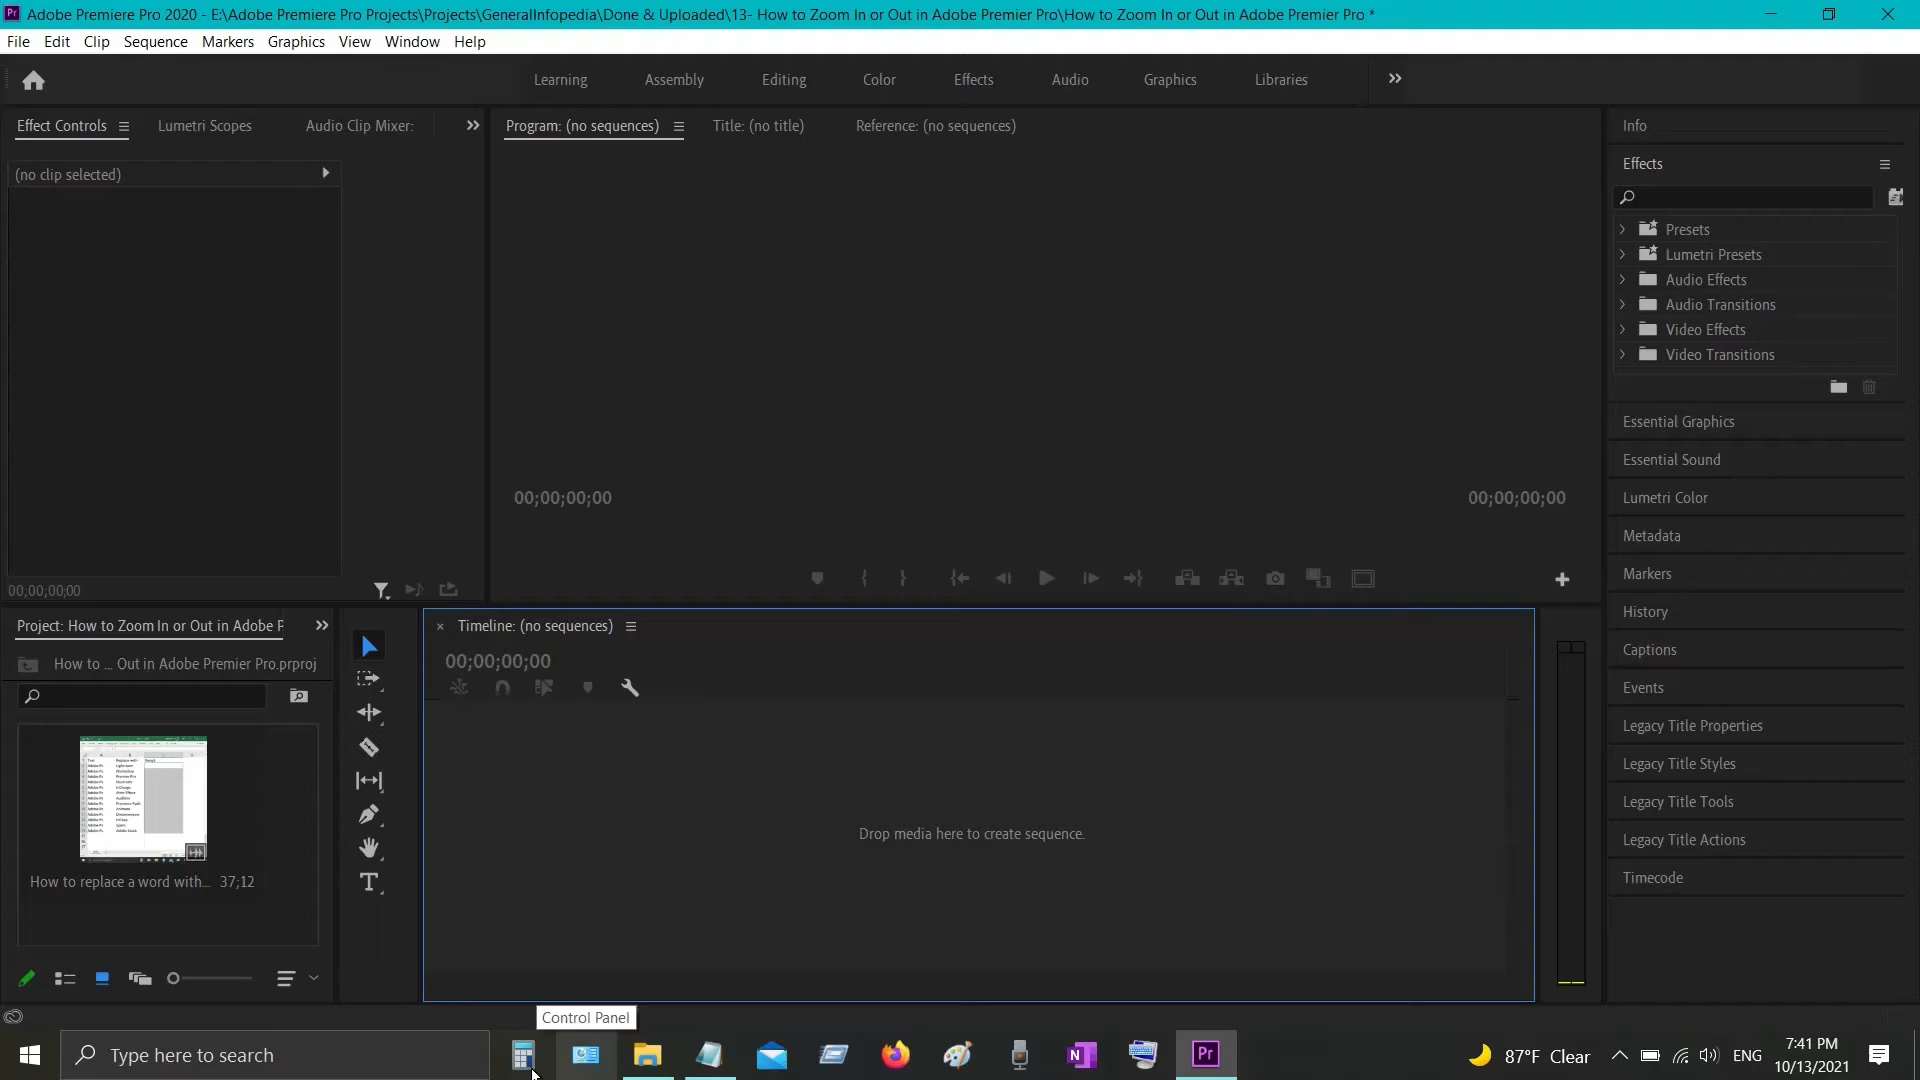 Pr Adobe Premiere Pro 2020 - E:\Adobe Premiere Pro Projects\Projects\GeneralInfopedia\Done & Uploaded\13- How to Zoom In or Out in Adobe Premier Pro\How to Zoom In or Out in Adobe Premier Pro *
File Edit Clip Sequence Markers Graphics View Window Help
Learning Assembly Editing Color Effects Audio Graphics Libraries
Effect Controls Lumetri Scopes Audio Clip Mixer:
Program: (no sequences) Title: (no title) Reference: (no sequences)
(no clip selected)
00;00;00;00
00;00;00;00 00;00;00;00
Info
Effects
Presets
Lumetri Presets
Audio Effects
Audio Transitions
Video Effects
Video Transitions
Essential Graphics
Essential Sound
Lumetri Color
Metadata
Markers
History
Captions
Events
Legacy Title Properties
Legacy Title Styles
Legacy Title Tools
Legacy Title Actions
Timecode
Project: How to Zoom In or Out in Adobe P
How to ... Out in Adobe Premier Pro.prproj
How to replace a word with... 37;12
Timeline: (no sequences)
00;00;00;00
Drop media here to create sequence.
Control Panel
Type here to search
N
Pr
87°F Clear
ENG
7:41 PM
10/13/2021